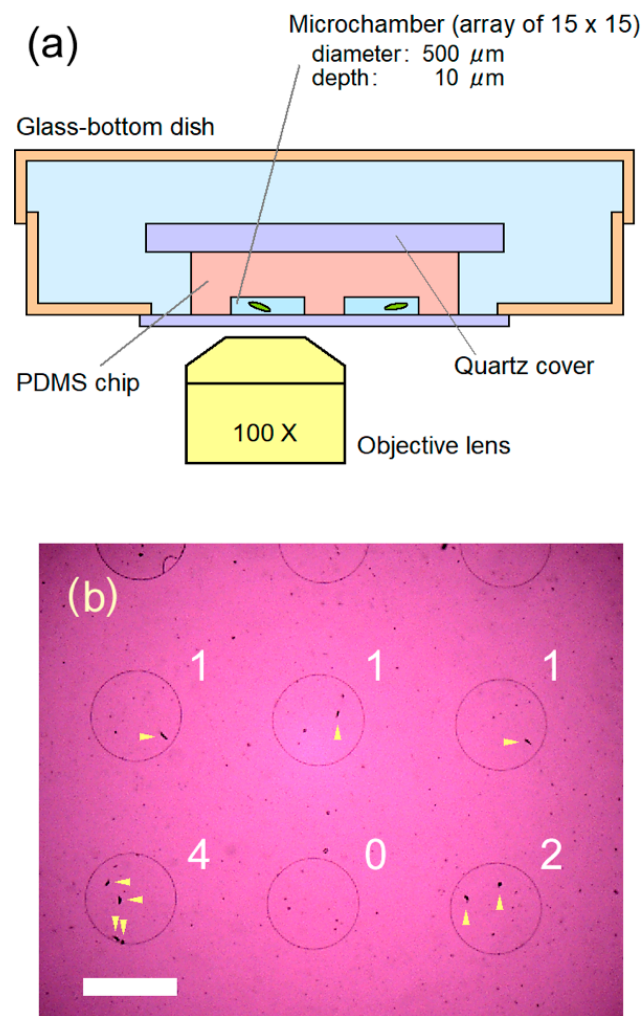 (a)
Microchamber (array of 15 x 15)
diameter: 500 μm
depth: 10 μm
Glass-bottom dish
PDMS chip
Quartz cover
100 X
Objective lens
(b)
1 1 1
4 0 2